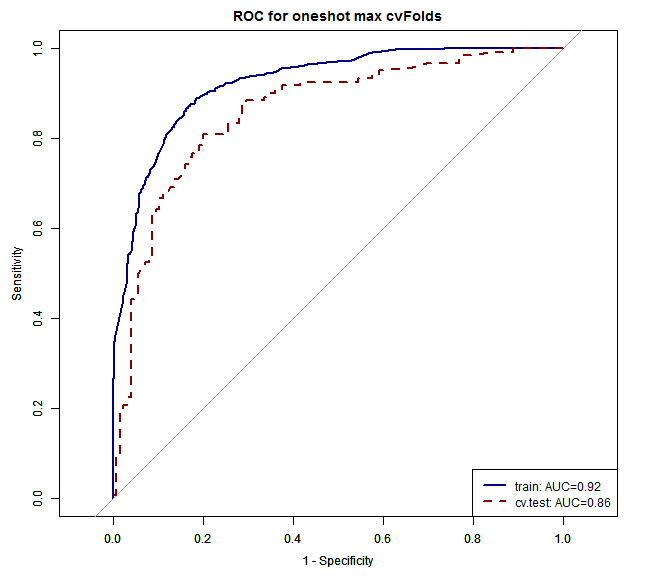 ROC for oneshot max cvFolds
1.0
0.8
0.6
0.4
0.2
0.0
Sensitivity
train: AUC=0.92
cv.test: AUC=0.86
0.0 0.2 0.4 0.6 0.8 1.0
1 - Specificity